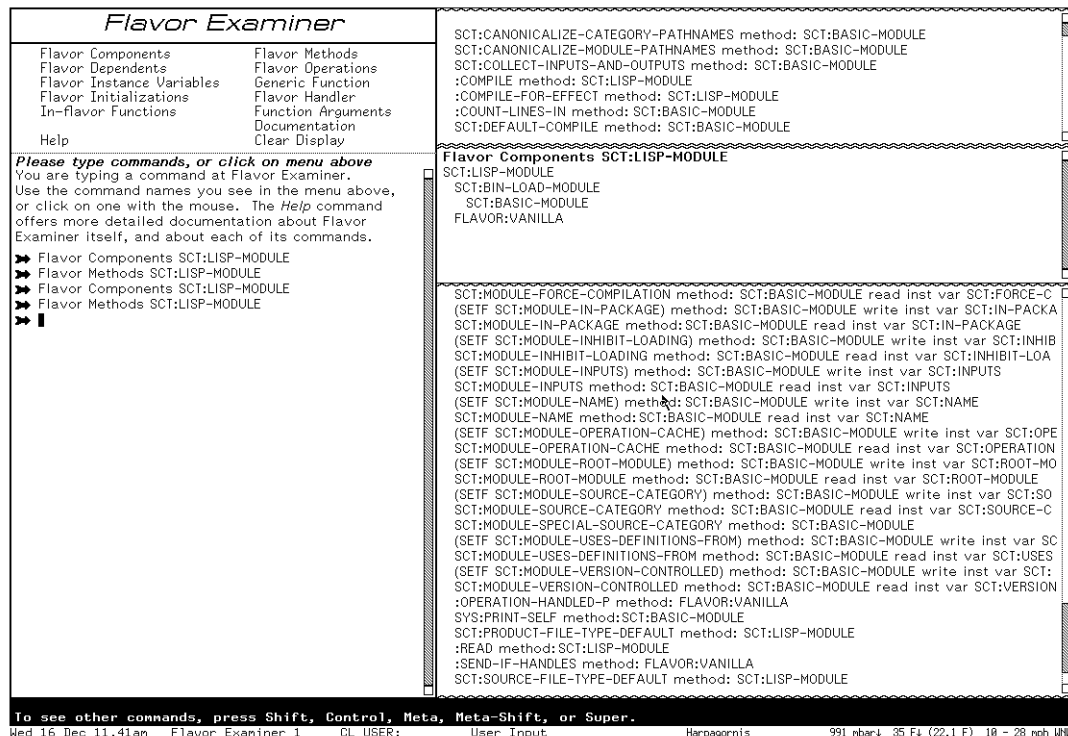 Flavor Examiner
Flavor Components Flavor Methods
Flavor Dependents Flavor Operations
Flavor Instance Variables Generic Function
Flavor Initializations Flavor Handler
In-flavor Functions Function Arguments
Documentation
Help Clear Display
Please type commands, or click on menu above
You are typing a command at Flavor Examiner.
Use the command names you see in the menu above,
or click on one with the mouse. The Help command
offers more detailed documentation about Flavor
Examiner itself, and about each of its commands.
Flavor Components SCT:LISP-MODULE
Flavor Methods SCT:LISP-MODULE
Flavor Components SCT:LISP-MODULE
Flavor Methods SCT:LISP-MODULE
SCT:CANONICALIZE-CATEGORY-PATHNAMES method: SCT:BASIC-MODULE
SCT:CANONICALIZE-MODULE-PATHNAMES method: SCT:BASIC-MODULE
SCT:COLLECT-INPUTS-AND-OUTPUTS method: SCT:BASIC-MODULE
:COMPILE method: SCT:LISP-MODULE
:COMPILE-FOR-EFFECT method: SCT:LISP-MODULE
:COUNT-LINES-IN method: SCT:BASIC-MODULE
SCT:DEFAULT-COMPILE method: SCT:BASIC-MODULE
Flavor Components SCT:LISP-MODULE
SCT:LISP-MODULE
SCT:BIN-LOAD-MODULE
SCT:BASIC-MODULE
FLAVOR:VANILLA
SCT:MODULE-FORCE-COMPILATION method: SCT:BASIC-MODULE read inst var SCT:FORCE-C
(SETF SCT:MODULE-IN-PACKAGE) method: SCT:BASIC-MODULE write inst var SCT:IN-PACKA
SCT:MODULE-IN-PACKAGE method: SCT:BASIC-MODULE read inst var SCT:IN-PACKAGE
(SETF SCT:MODULE-INHIBIT-LOADING) method: SCT:BASIC-MODULE write inst var SCT:INHIB
SCT:MODULE-INHIBIT-LOADING method: SCT:BASIC-MODULE read inst var SCT:INHIBIT-LOA
(SETF SCT:MODULE-INPUTS) method: SCT:BASIC-MODULE write inst var SCT:INPUTS
SCT:MODULE-INPUTS method: SCT:BASIC-MODULE read inst var SCT:INPUTS
(SETF SCT:MODULE-NAME) method: SCT:BASIC-MODULE write inst var SCT:NAME
SCT:MODULE-NAME method: SCT:BASIC-MODULE read inst var SCT:NAME
(SETF SCT:MODULE-OPERATION-CACHE) method: SCT:BASIC-MODULE write inst var SCT:OPE
SCT:MODULE-OPERATION-CACHE method: SCT:BASIC-MODULE read inst var SCT:OPERATION
(SETF SCT:MODULE-ROOT-MODULE) method: SCT:BASIC-MODULE write inst var SCT:ROOT-MO
SCT:MODULE-ROOT-MODULE method: SCT:BASIC-MODULE read inst var SCT:ROOT-MODULE
(SETF SCT:MODULE-SOURCE-CATEGORY) method: SCT:BASIC-MODULE write inst var SCT:SO
SCT:MODULE-SOURCE-CATEGORY method: SCT:BASIC-MODULE read inst var SCT:SOURCE-C
SCT:MODULE-SPECIAL-SOURCE-CATEGORY method: SCT:BASIC-MODULE
(SETF SCT:MODULE-USES-DEFINITIONS-FROM) method: SCT:BASIC-MODULE write inst var SC
SCT:MODULE-USES-DEFINITIONS-FROM method: SCT:BASIC-MODULE read inst var SCT:USES
(SETF SCT:MODULE-VERSION-CONTROLLED) method: SCT:BASIC-MODULE write inst var SCT:
SCT:MODULE-VERSION-CONTROLLED method: SCT:BASIC-MODULE read inst var SCT:VERSION
:OPERATION-HANDLED-P method: FLAVOR:VANILLA
SYS:PRINT-SELF method: SCT:BASIC-MODULE
SCT:PRODUCT-FILE-TYPE-DEFAULT method: SCT:LISP-MODULE
:READ method: SCT:LISP-MODULE
:SEND-IF-HANDLES method: FLAVOR:VANILLA
SCT:SOURCE-FILE-TYPE-DEFAULT method: SCT:LISP-MODULE
To see other commands, press Shift, Control, Meta, Meta-Shift, or Super.
Wed 16 Dec 11.41am Flavor Examiner 1 CL USER: User Input Harpagornis 991 mbar↓ 35 F↓ (22.1 F) 10 - 28 mph WNW